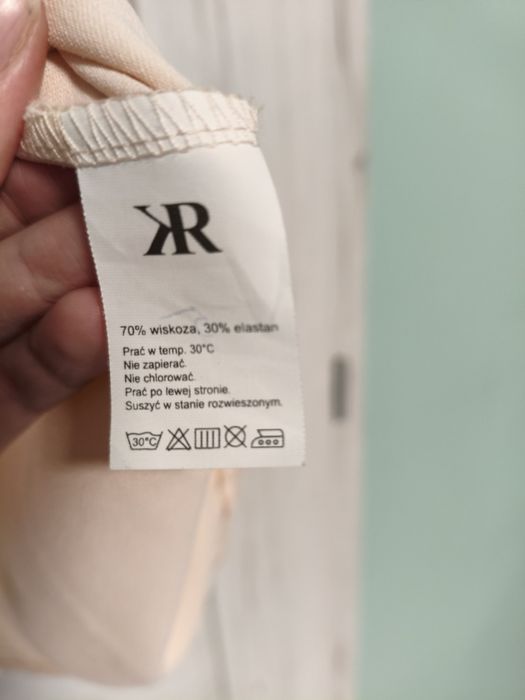 KR
70% wiskoza, 30% elastan
Prać w temp. 30°C
Nie zapierać.
Nie chlorować.
Prać po lewej stronie.
Suszyć w stanie rozwieszonym.
30°C